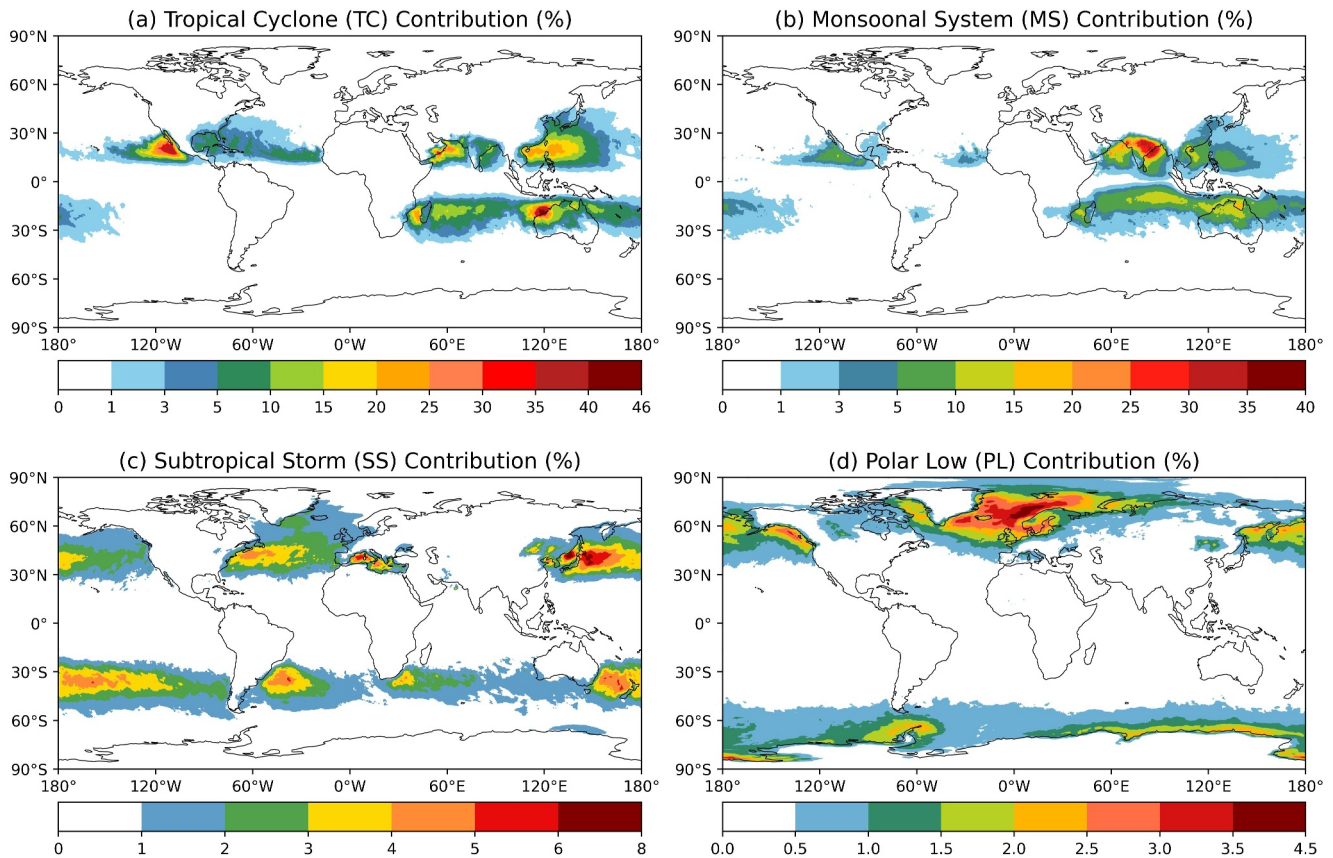 (a) Tropical Cyclone (TC) Contribution (%)
90°N
60°N
30°N
0°
30°S
60°S
90°S
180° 120°W 60°W 0°W 60°E 120°E 180°
0 1 3 5 10 15 20 25 30 35 40 46
(b) Monsoonal System (MS) Contribution (%)
90°N
60°N
30°N
0°
30°S
60°S
90°S
180° 120°W 60°W 0°W 60°E 120°E 180°
0.0 1 3 5 10 15 20 25 30 35 40
(c) Subtropical Storm (SS) Contribution (%)
90°N
60°N
30°N
0°
30°S
60°S
90°S
180° 120°W 60°W 0°W 60°E 120°E 180°
0 1 2 3 4 5 6 8
(d) Polar Low (PL) Contribution (%)
90°N
60°N
30°N
0°
30°S
60°S
90°S
180° 120°W 60°W 0°W 60°E 120°E 180°
0.0 0.5 1.0 1.5 2.0 2.5 3.0 3.5 4.5